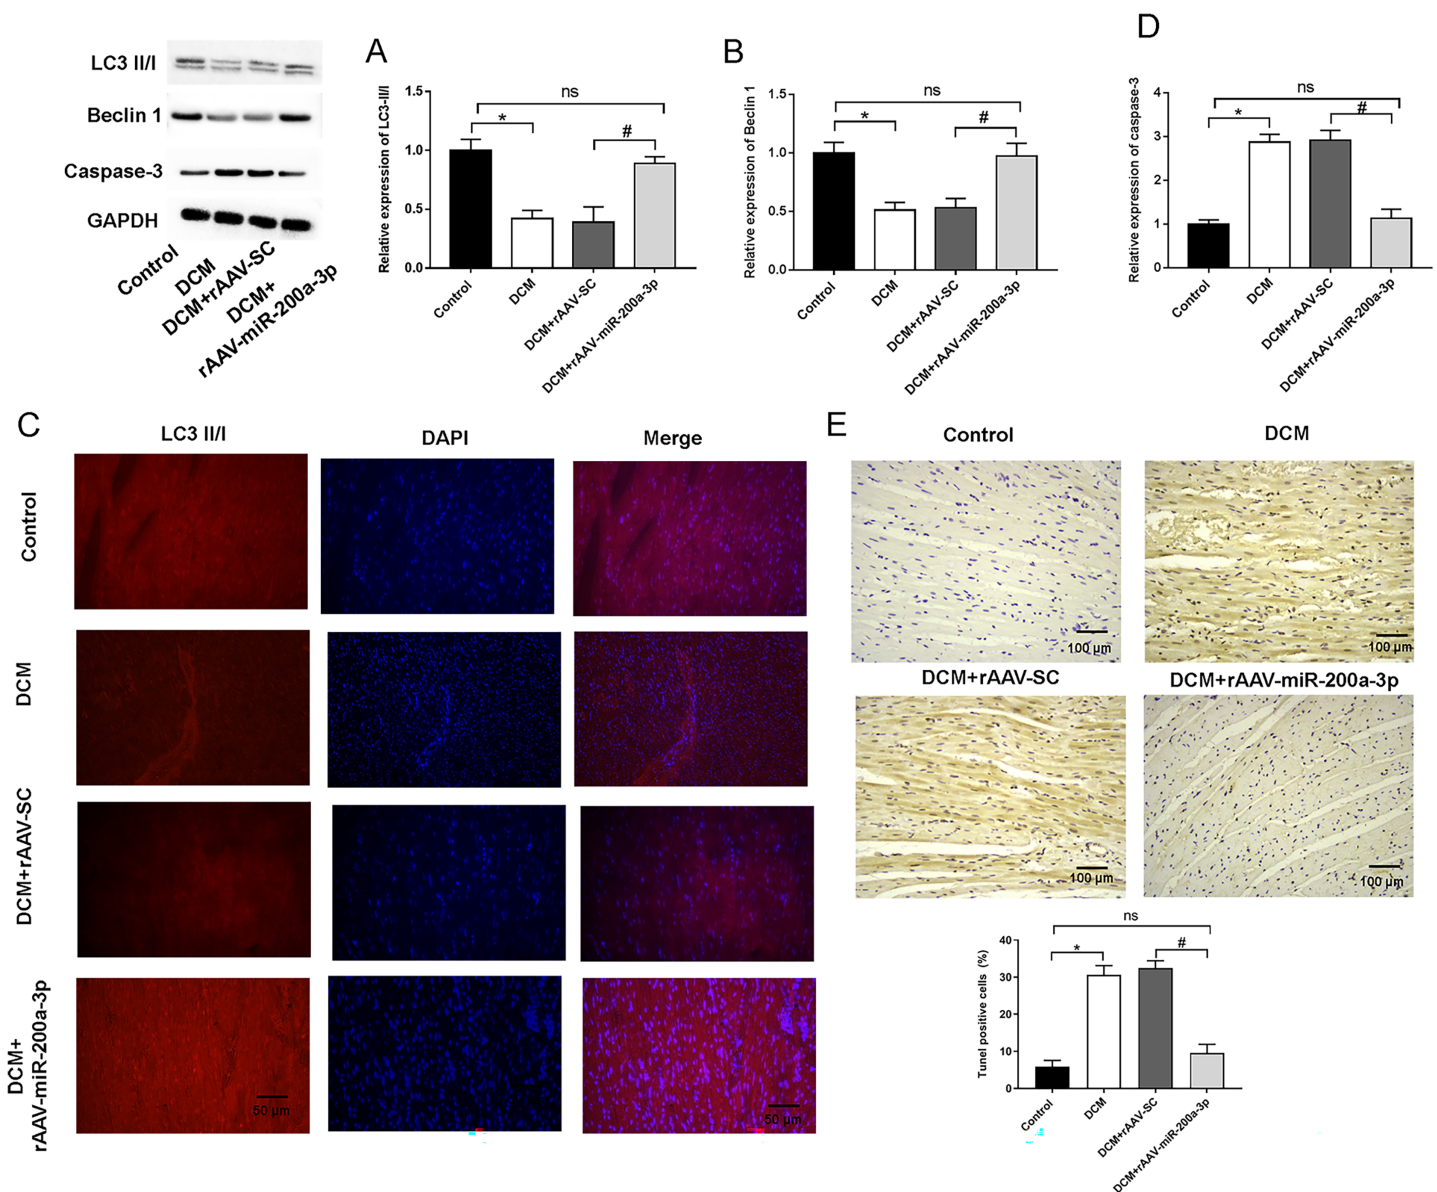 LC3 II/I
Beclin 1
Caspase-3
GAPDH
Control
DCM
DCM+rAAV-SC
DCM+
rAAV-miR-200a-3p
A
Relative expression of LC3-II/I
1.5
1.0
0.5
0.0
ns
*
#
Control
DCM
DCM+rAAV-SC
DCM+rAAV-miR-200a-3p
B
Relative expression of Beclin 1
1.5
1.0
0.5
0.0
ns
*
#
Control
DCM
DCM+rAAV-SC
DCM+rAAV-miR-200a-3p
D
Relative expression of caspase-3
4
3
2
1
0
ns
*
#
Control
DCM
DCM+rAAV-SC
DCM+rAAV-miR-200a-3p
C
LC3 II/I
DAPI
Merge
Control
DCM
DCM+rAAV-SC
DCM+
rAAV-miR-200a-3p
50 μm
50 μm
E
Control
DCM
100 μm
100 μm
DCM+rAAV-SC
DCM+rAAV-miR-200a-3p
100 μm
100 μm
Tunel positive cells (%)
40
30
20
10
0
ns
*
#
Control
DCM
DCM+rAAV-SC
DCM+rAAV-miR-200a-3p